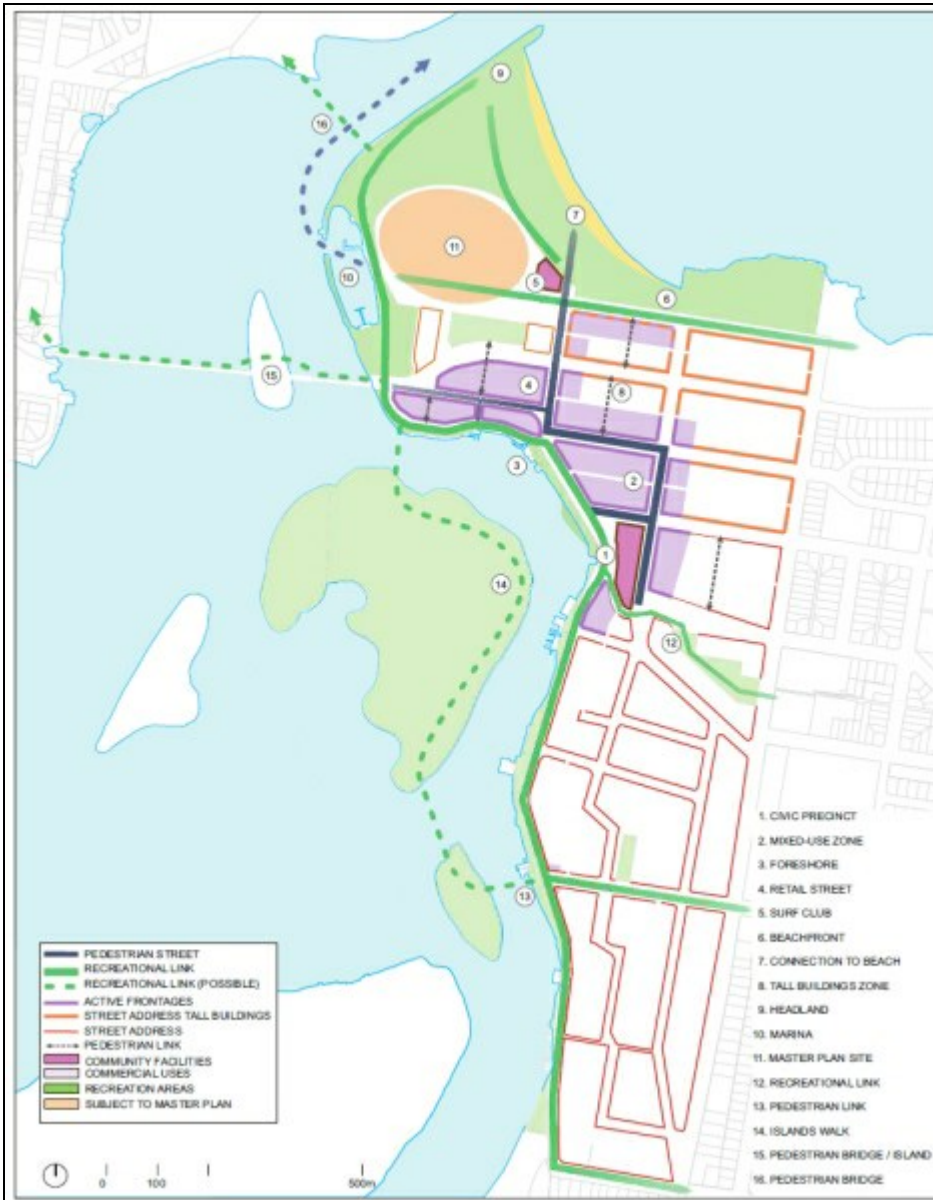 9
16
7
11
5
10
6
4
8
15
3
2
1
14
12
13
1. CIVIC PRECINCT
2. MIXED-USE ZONE
3. FORESHORE
4. RETAIL STREET
5. SURF CLUB
6. BEACHFRONT
7. CONNECTION TO BEACH
8. TALL BUILDINGS ZONE
9. HEADLAND
10. MARINA
11. MASTER PLAN SITE
12. RECREATIONAL LINK
13. PEDESTRIAN LINK
14. ISLANDS WALK
15. PEDESTRIAN BRIDGE / ISLAND
16. PEDESTRIAN BRIDGE
PEDESTRIAN STREET
RECREATIONAL LINK
RECREATIONAL LINK (POSSIBLE)
ACTIVE FRONTAGES
STREET ADDRESS TALL BUILDINGS
STREET ADDRESS
PEDESTRIAN LINK
COMMUNITY FACILITIES
COMMERCIAL USES
RECREATION AREAS
SUBJECT TO MASTER PLAN
0 100 500m